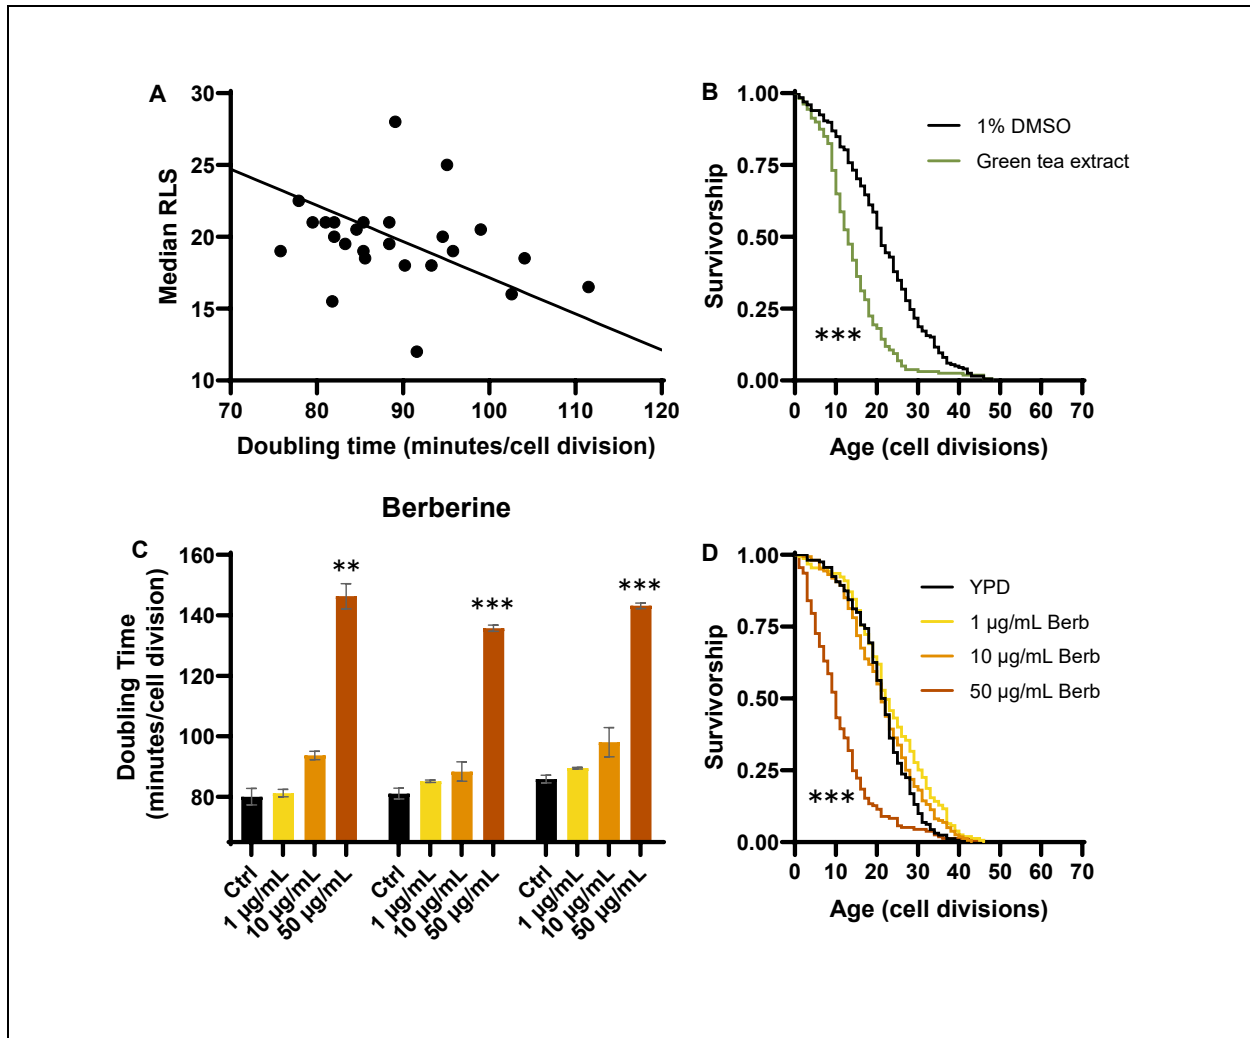 A
30
25
20
15
10
Median RLS
70 80 90 100 110 120
Doubling time (minutes/cell division)
B
1.00
0.75
0.50
0.25
0.00
Survivorship
1% DMSO
Green tea extract
***
0 10 20 30 40 50 60 70
Age (cell divisions)
Berberine
C
160
140
120
100
80
Doubling Time
(minutes/cell division)
**
***
***
Ctrl
1 µg/mL
10 µg/mL
50 µg/mL
Ctrl
1 µg/mL
10 µg/mL
50 µg/mL
Ctrl
1 µg/mL
10 µg/mL
50 µg/mL
D
1.00
0.75
0.50
0.25
0.00
Survivorship
YPD
1 µg/mL Berb
10 µg/mL Berb
50 µg/mL Berb
***
0 10 20 30 40 50 60 70
Age (cell divisions)